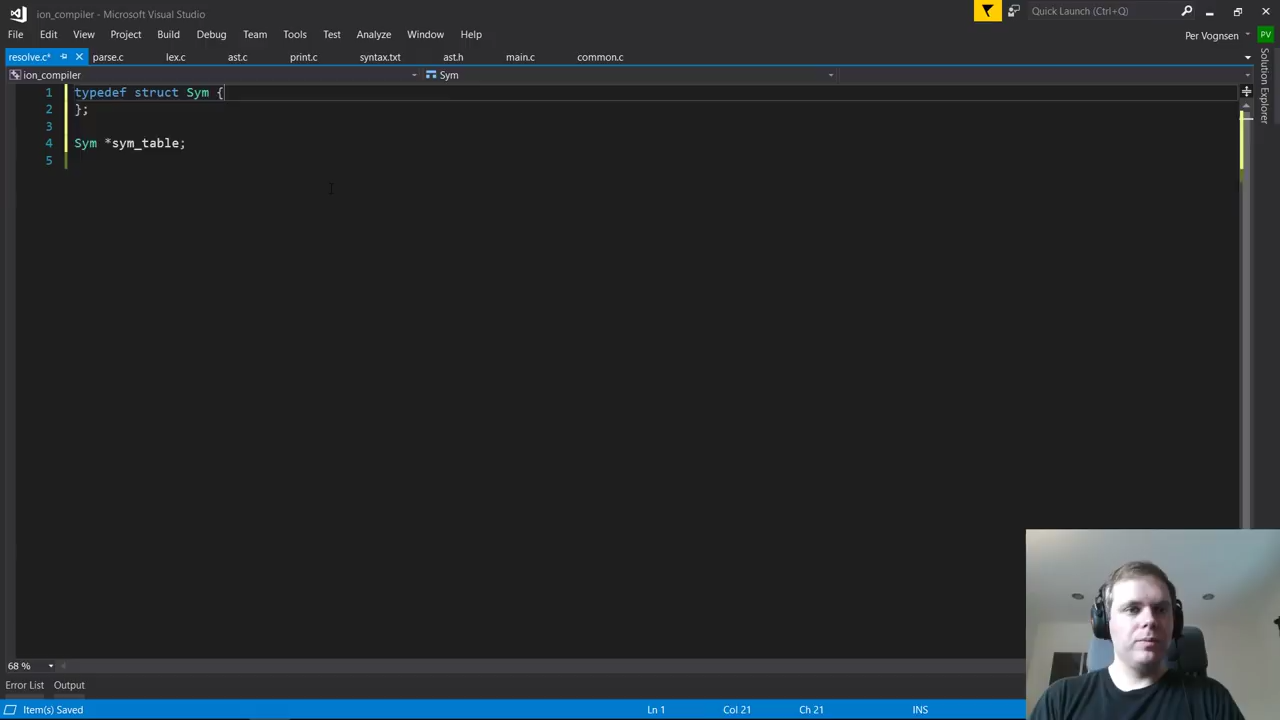 ion_compiler - Microsoft Visual Studio
Quick Launch (Ctrl+Q)
File Edit View Project Build Debug Team Tools Test Analyze Window Help
Per Vognsen PV
resolve.c* parse.c lex.c ast.c print.c syntax.txt ast.h main.c common.c
ion_compiler Sym
Solution Explorer
1 typedef struct Sym {
2 };
3
4 Sym *sym_table;
5
68 %
Error List Output
Item(s) Saved Ln 1 Col 21 Ch 21 INS